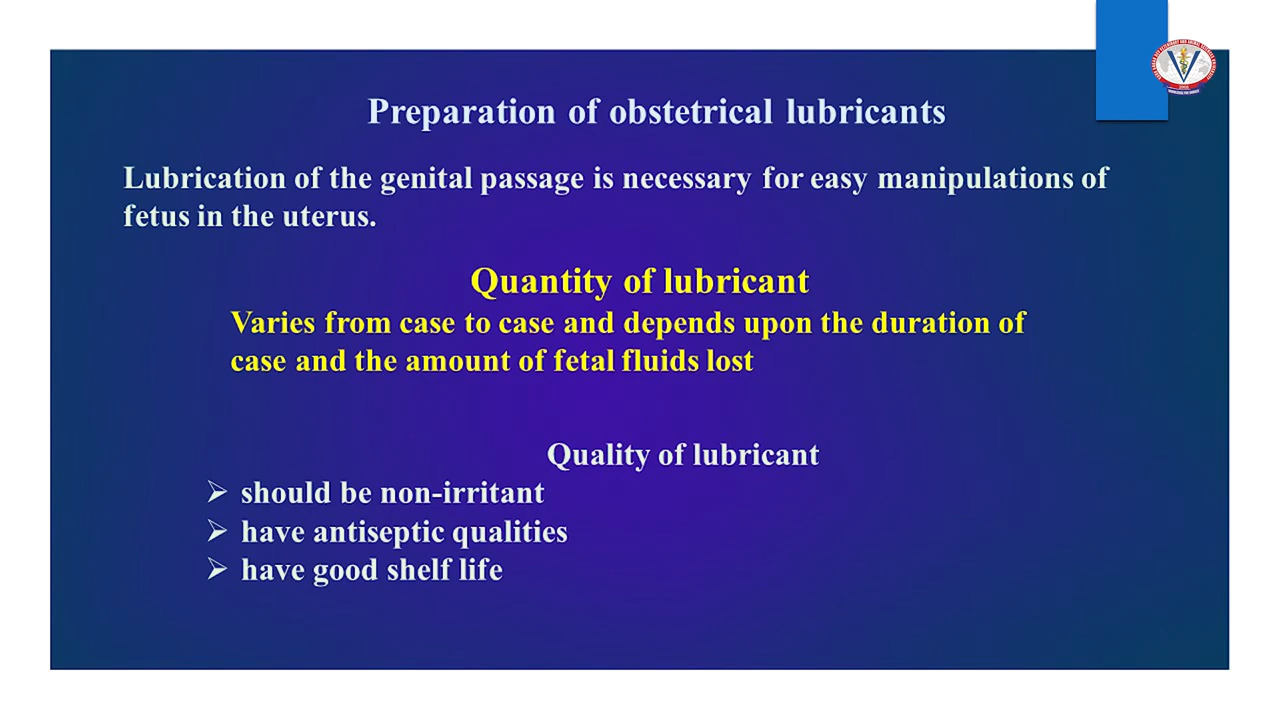 Preparation of obstetrical lubricants
Lubrication of the genital passage is necessary for easy manipulations of
fetus in the uterus.
Quantity of lubricant
Varies from case to case and depends upon the duration of
case and the amount of fetal fluids lost
Quality of lubricant
➢ should be non-irritant
➢ have antiseptic qualities
➢ have good shelf life